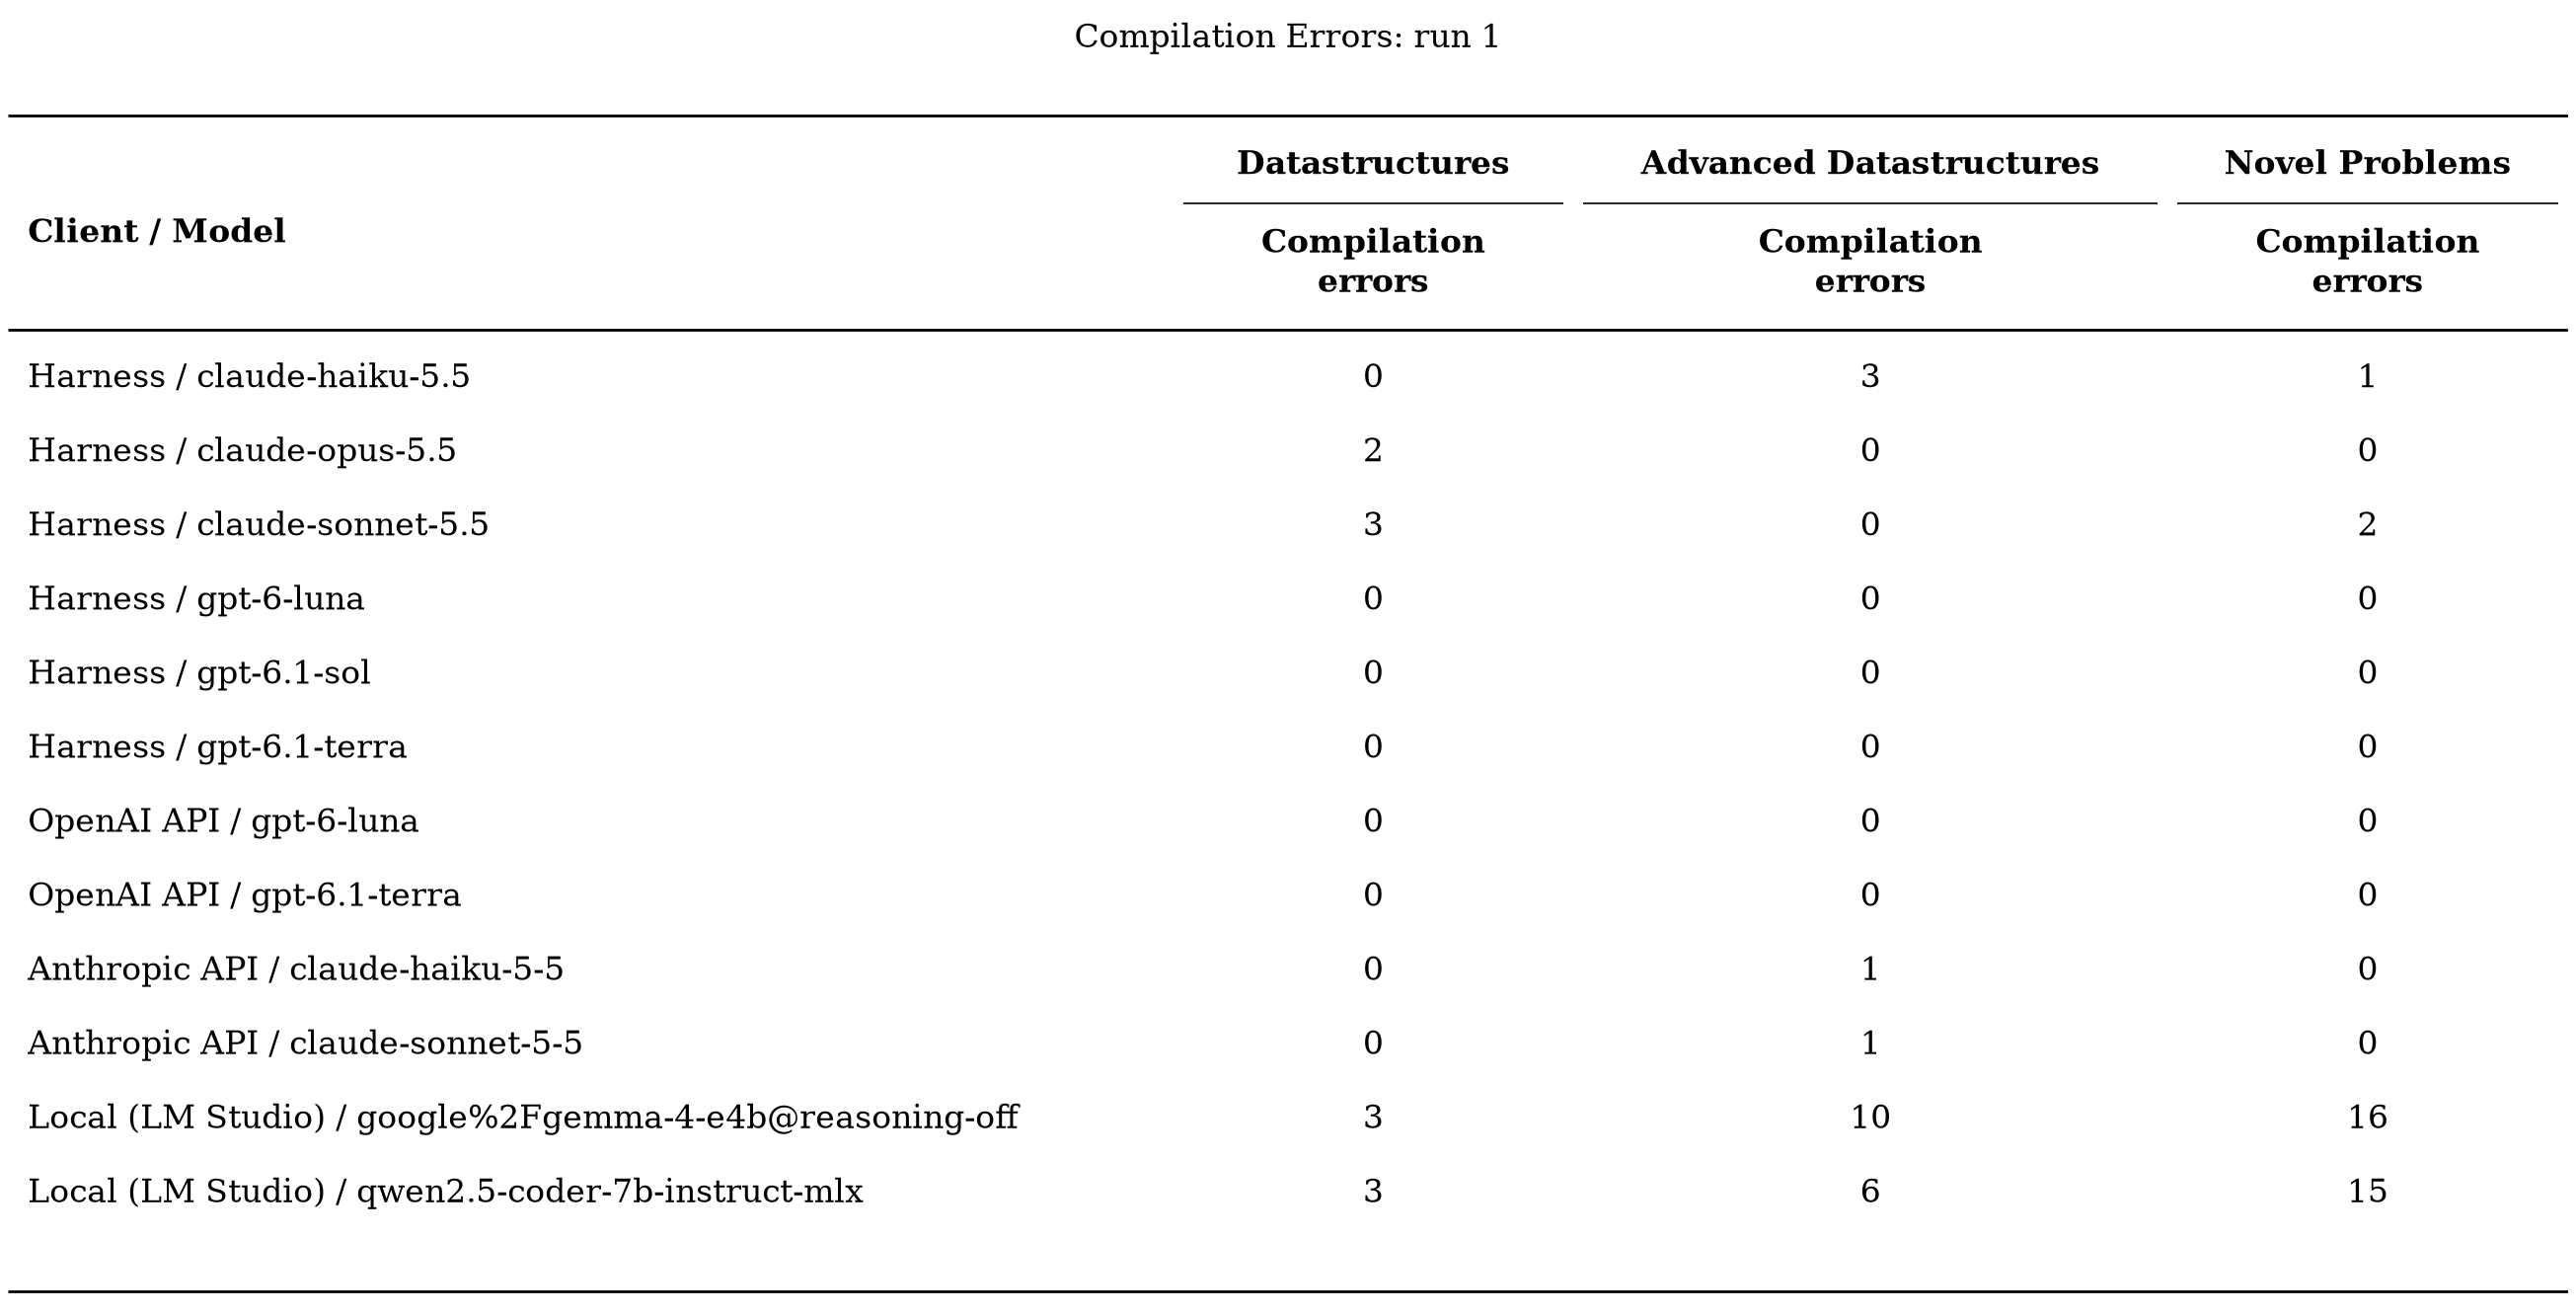 Compilation Errors: run 1
Datastructures Advanced Datastructures Novel Problems
Client / Model
Compilation errors Compilation errors Compilation errors
Harness / claude-haiku-5.5 0 3 1
Harness / claude-opus-5.5 2 0 0
Harness / claude-sonnet-5.5 3 0 2
Harness / gpt-6-luna 0 0 0
Harness / gpt-6.1-sol 0 0 0
Harness / gpt-6.1-terra 0 0 0
OpenAI API / gpt-6-luna 0 0 0
OpenAI API / gpt-6.1-terra 0 0 0
Anthropic API / claude-haiku-5-5 0 1 0
Anthropic API / claude-sonnet-5-5 0 1 0
Local (LM Studio) / google%2Fgemma-4-e4b@reasoning-off 3 10 16
Local (LM Studio) / qwen2.5-coder-7b-instruct-mlx 3 6 15